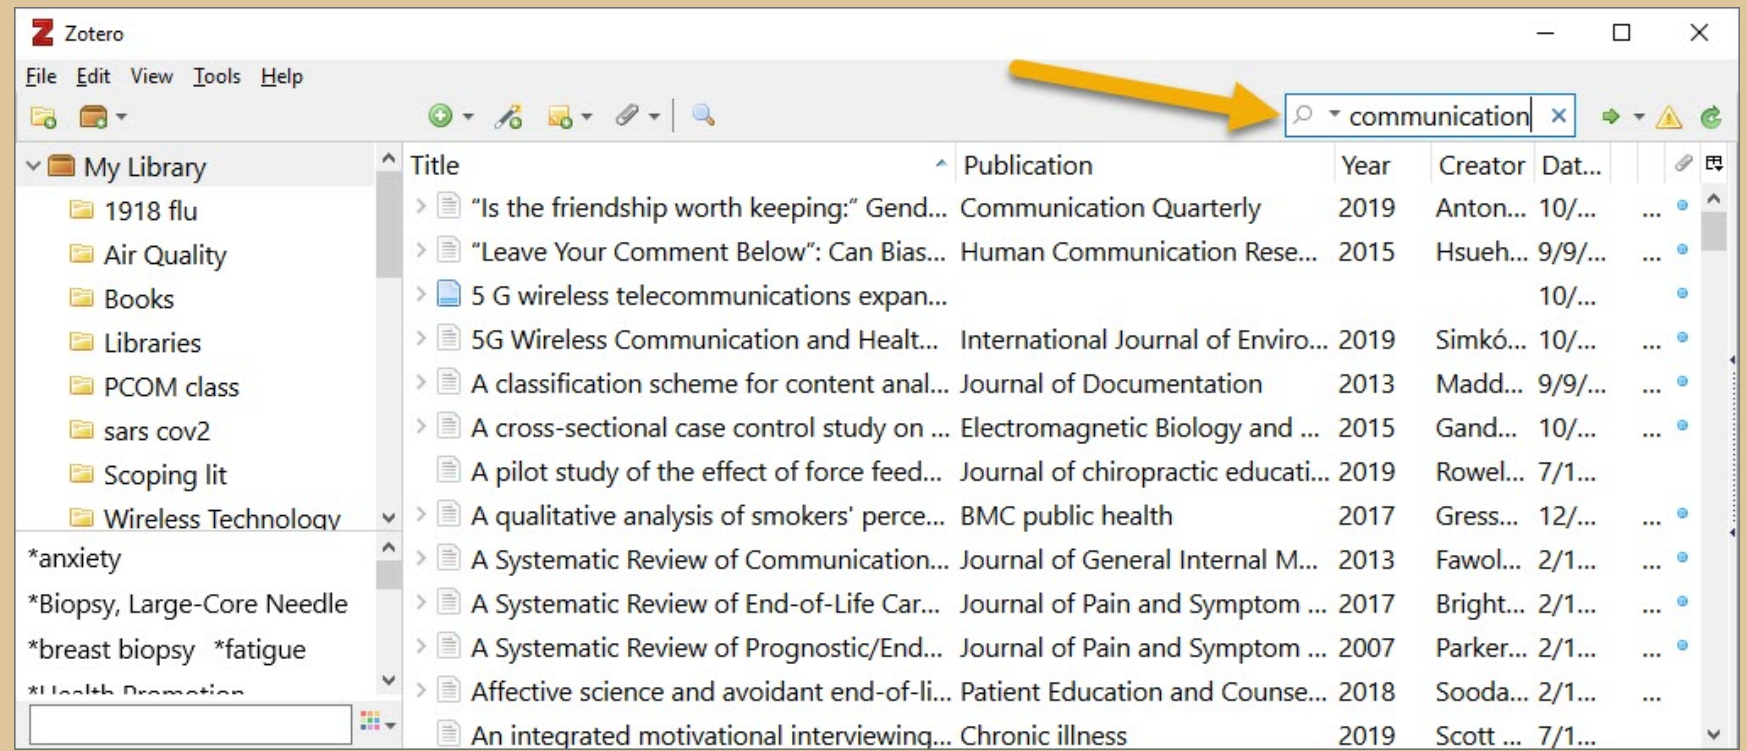 Zotero
File Edit View Tools Help
communication
My Library
1918 flu
Air Quality
Books
Libraries
PCOM class
sars cov2
Scoping lit
Wireless Technology
*anxiety
*Biopsy, Large-Core Needle
*breast biopsy *fatigue
*Health Promotion
Title Publication Year Creator Dat...
“Is the friendship worth keeping:” Gend... Communication Quarterly 2019 Anton... 10/... ...
“Leave Your Comment Below”: Can Bias... Human Communication Rese... 2015 Hsueh... 9/9/... ...
5 G wireless telecommunications expan... 10/...
5G Wireless Communication and Healt... International Journal of Enviro... 2019 Simkó... 10/... ...
A classification scheme for content anal... Journal of Documentation 2013 Madd... 9/9/... ...
A cross-sectional case control study on ... Electromagnetic Biology and ... 2015 Gand... 10/... ...
A pilot study of the effect of force feed... Journal of chiropractic educati... 2019 Rowel... 7/1...
A qualitative analysis of smokers' perce... BMC public health 2017 Gress... 12/... ...
A Systematic Review of Communication... Journal of General Internal M... 2013 Fawol... 2/1... ...
A Systematic Review of End-of-Life Car... Journal of Pain and Symptom ... 2017 Bright... 2/1... ...
A Systematic Review of Prognostic/End... Journal of Pain and Symptom ... 2007 Parker... 2/1... ...
Affective science and avoidant end-of-li... Patient Education and Counse... 2018 Sooda... 2/1... ...
An integrated motivational interviewing... Chronic illness 2019 Scott ... 7/1...